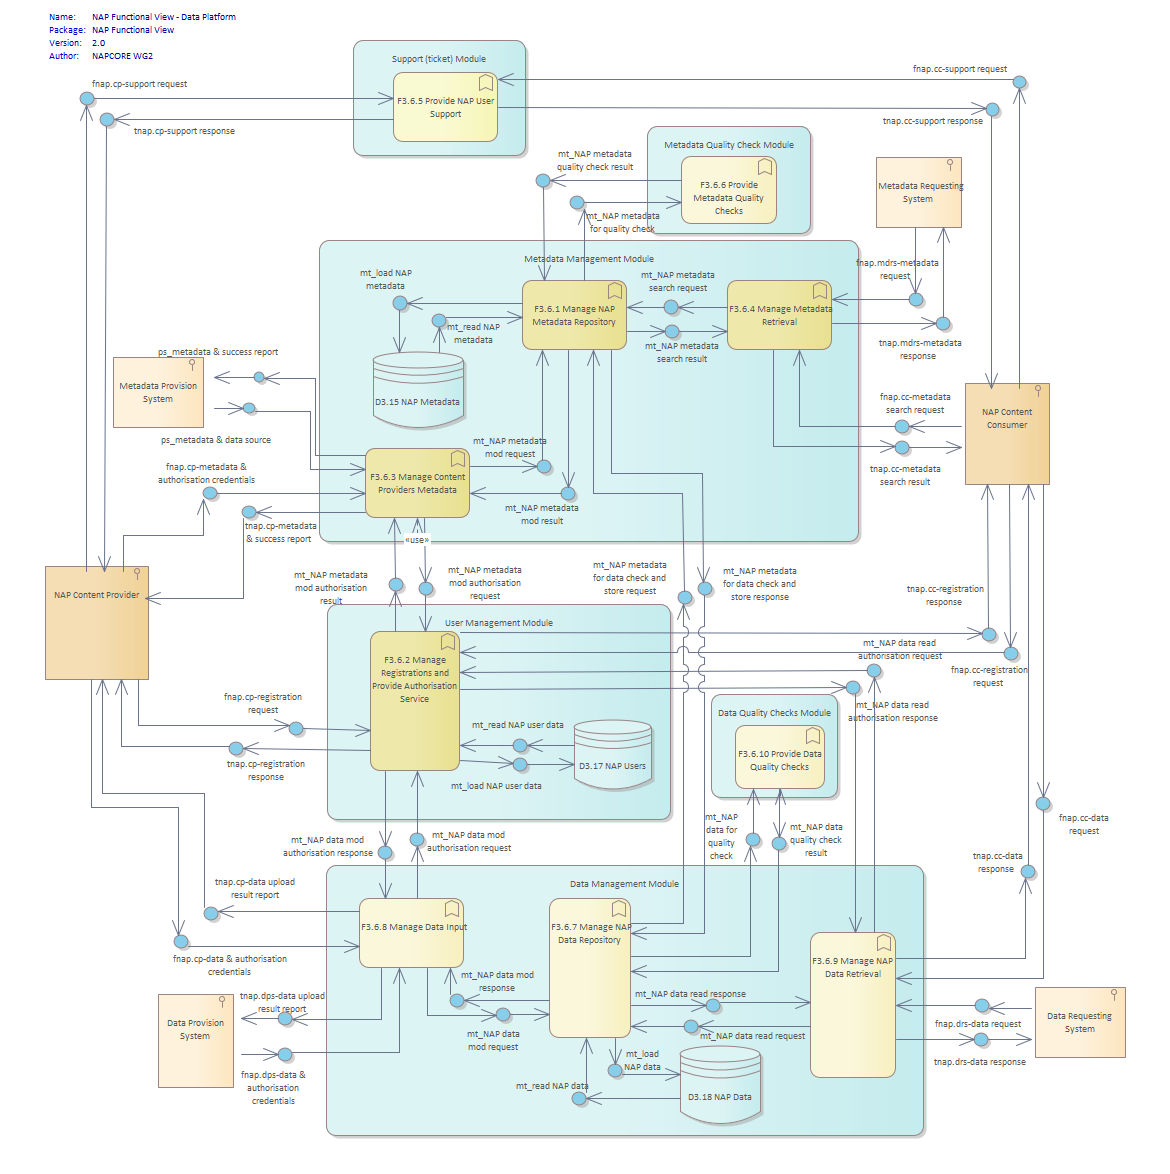 Name: NAP Functional View - Data Platform
Package: NAP Functional View
Version: 2.0
Author: NAPCORE WG2
Support (ticket) Module
F3.6.5 Provide NAP User
Support
fnap.cp-support request
tnap.cp-support response
fnap.cc-support request
tnap.cc-support response
Metadata Quality Check Module
F3.6.6 Provide
Metadata Quality
Checks
mt_NAP metadata
quality check result
mt_NAP metadata
for quality check
Metadata Requesting
System
fnap.mdrs-metadata
request
tnap.mdrs-metadata
response
Metadata Management Module
mt_load NAP
metadata
mt_read NAP
metadata
F3.6.1 Manage NAP
Metadata Repository
mt_NAP metadata
search request
mt_NAP metadata
search result
F3.6.4 Manage Metadata
Retrieval
D3.15 NAP Metadata
ps_metadata & success report
Metadata Provision
System
ps_metadata & data source
fnap.cp-metadata &
authorisation credentials
tnap.cp-metadata
& success report
F3.6.3 Manage Content
Providers Metadata
mt_NAP metadata
mod request
mt_NAP metadata
mod result
fnap.cc-metadata
search request
tnap.cc-metadata
search result
NAP Content
Consumer
«use»
mt_NAP metadata
mod authorisation
result
mt_NAP metadata
mod authorisation
request
mt_NAP metadata
for data check and
store request
mt_NAP metadata
for data check and
store response
NAP Content Provider
User Management Module
F3.6.2 Manage
Registrations and
Provide Authorisation
Service
tnap.cc-registration
response
mt_NAP data read
authorisation request
fnap.cc-registration
request
mt_NAP data read
authorisation response
fnap.cp-registration
request
tnap.cp-registration
response
mt_read NAP user data
mt_load NAP user data
D3.17 NAP Users
Data Quality Checks Module
F3.6.10 Provide Data
Quality Checks
mt_NAP
data for
quality
check
mt_NAP data
quality check
result
mt_NAP data mod
authorisation response
mt_NAP data mod
authorisation request
fnap.cc-data
request
tnap.cc-data
response
Data Management Module
tnap.cp-data upload
result report
fnap.cp-data & authorisation
credentials
F3.6.8 Manage Data Input
F3.6.7 Manage NAP
Data Repository
F3.6.9 Manage NAP
Data Retrieval
mt_NAP data mod
response
mt_NAP data
mod request
mt_NAP data read response
mt_NAP data read request
tnap.dps-data upload
result report
Data Provision
System
fnap.dps-data &
authorisation
credentials
mt_load
NAP data
mt_read NAP data
D3.18 NAP Data
fnap.drs-data request
tnap.drs-data response
Data Requesting
System